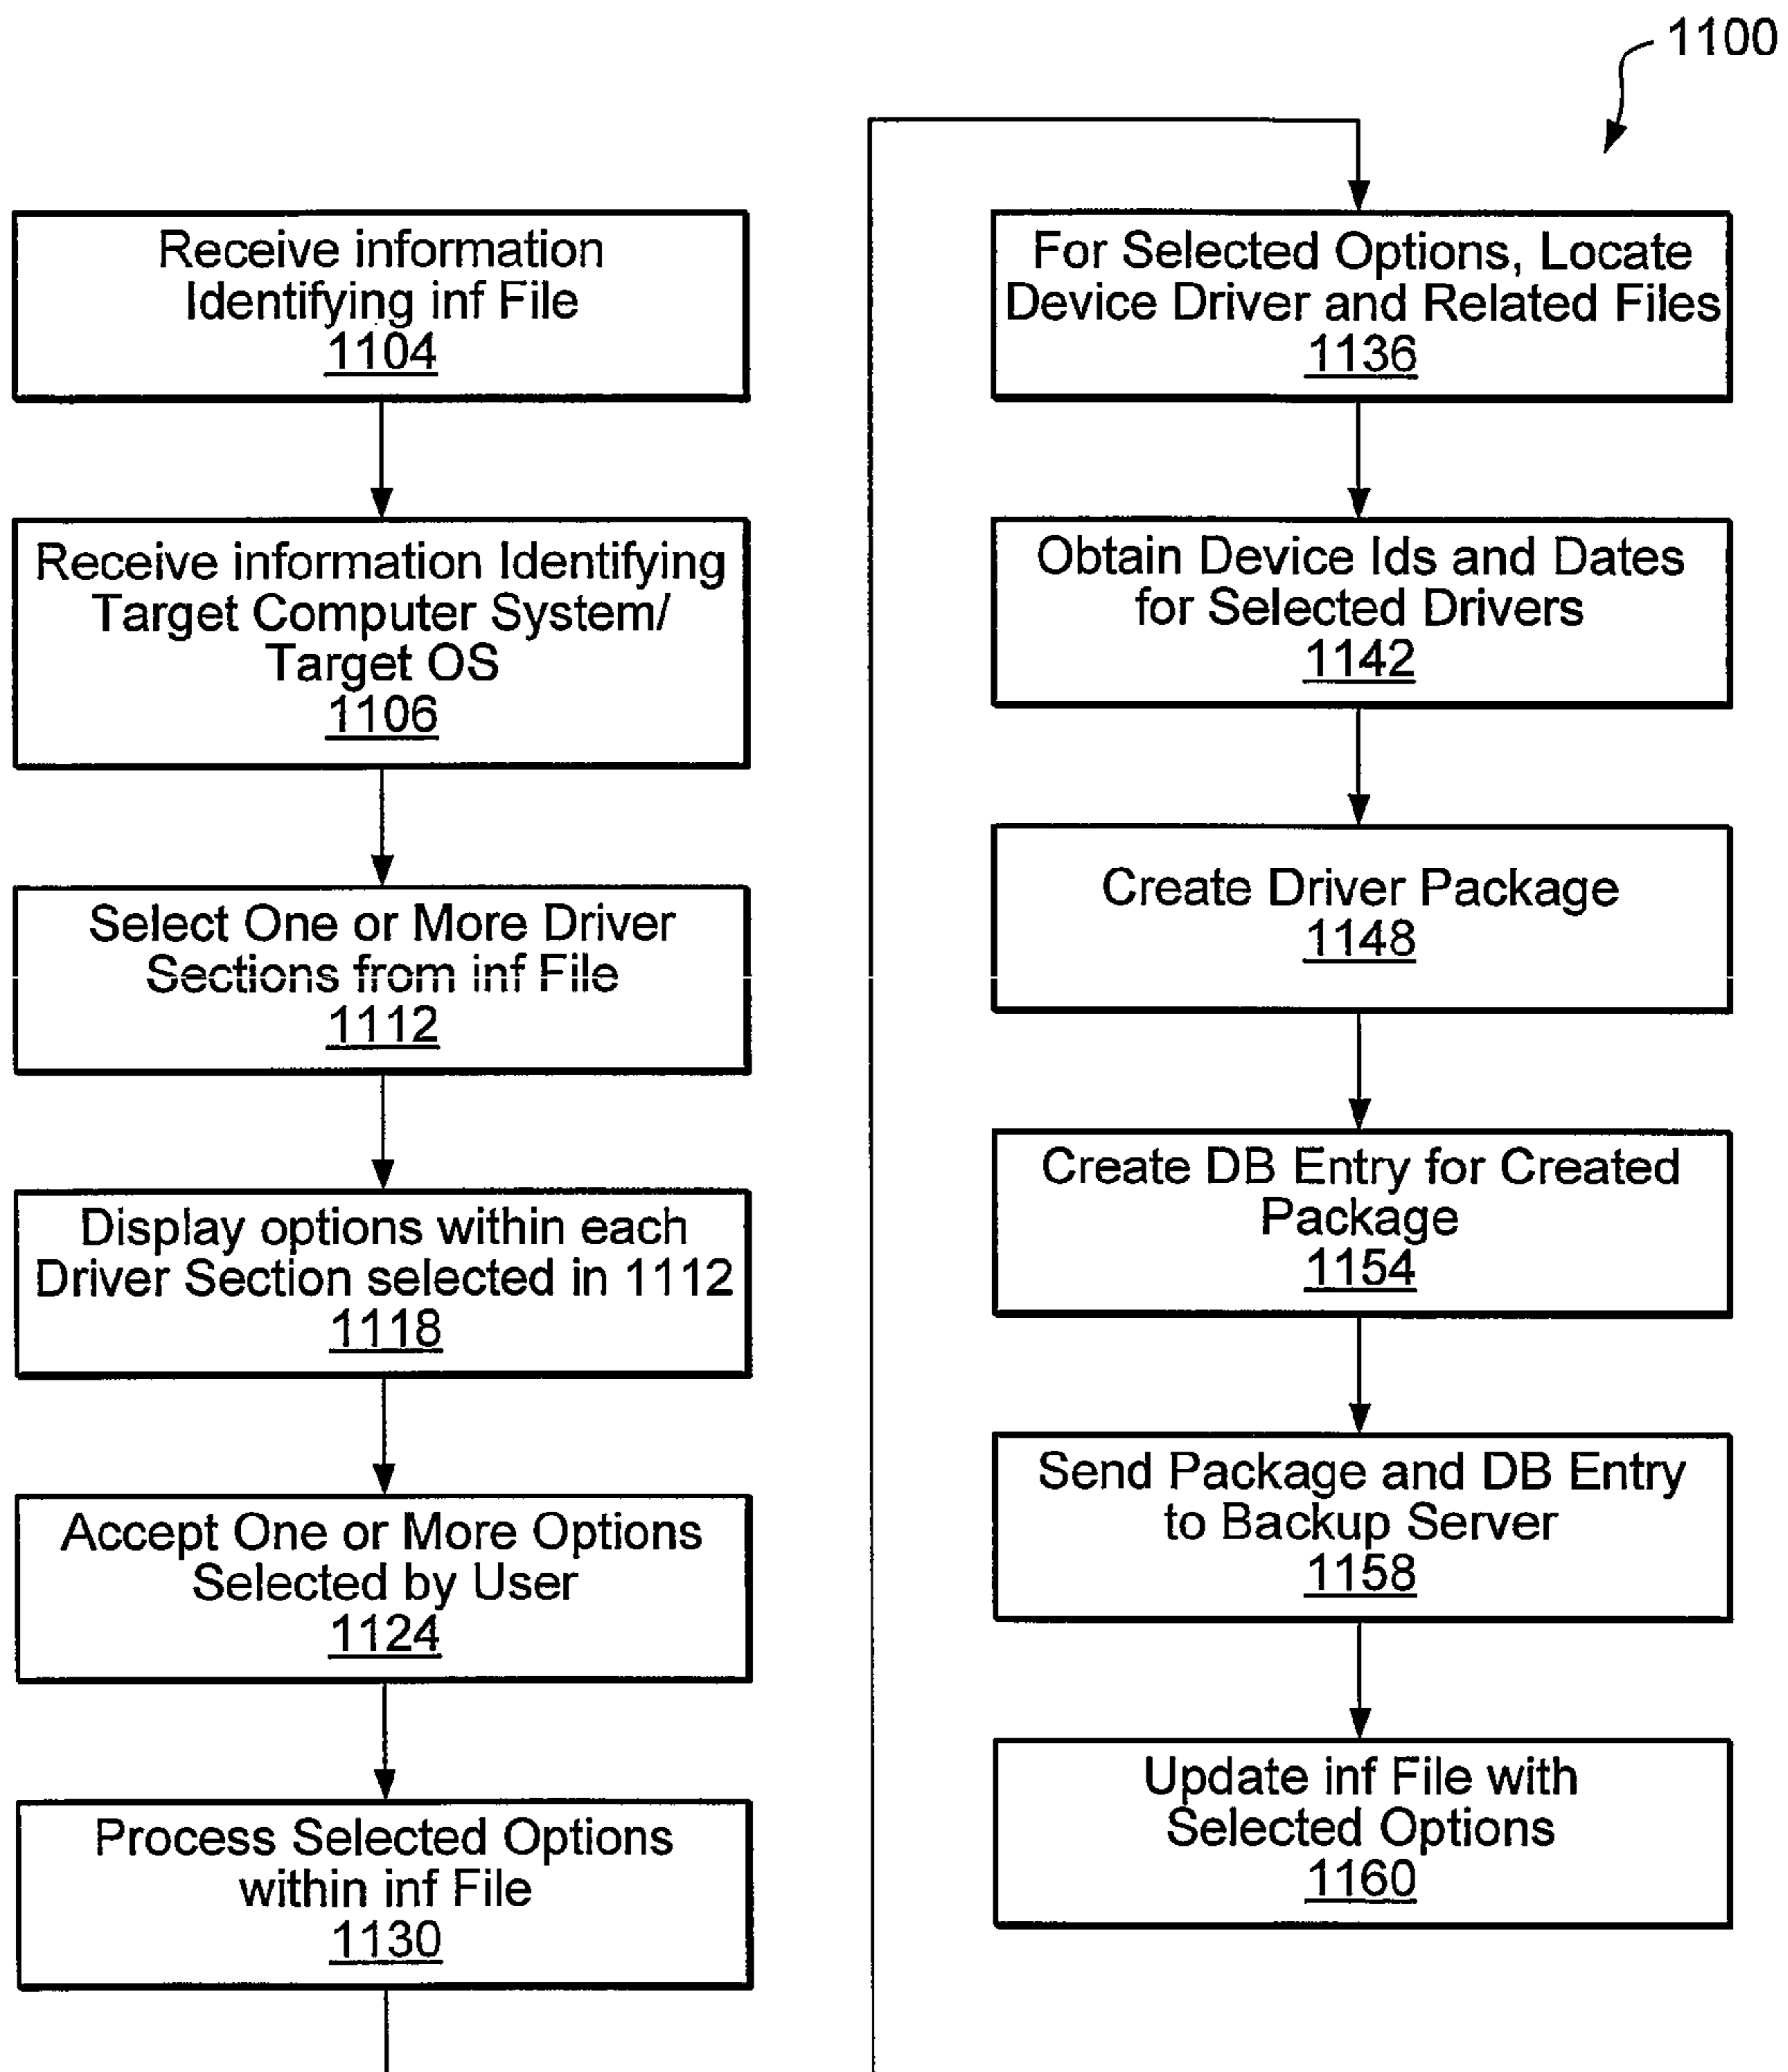 1100
Receive information
Identifying inf File
1104
Receive information Identifying
Target Computer System/
Target OS
1106
Select One or More Driver
Sections from inf File
1112
Display options within each
Driver Section selected in 1112
1118
Accept One or More Options
Selected by User
1124
Process Selected Options
within inf File
1130
For Selected Options, Locate
Device Driver and Related Files
1136
Obtain Device Ids and Dates
for Selected Drivers
1142
Create Driver Package
1148
Create DB Entry for Created
Package
1154
Send Package and DB Entry
to Backup Server
1158
Update inf File with
Selected Options
1160